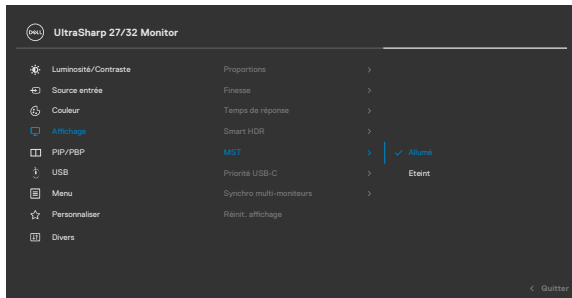 DELL
UltraSharp 27/32 Monitor
Luminosité/Contraste
Proportions
Source entrée
Finesse
Couleur
Temps de réponse
Affichage
Smart HDR
PIP/PBP
MST
Allumé
USB
Priorité USB-C
Eteint
Menu
Synchro multi-moniteurs
Personnaliser
Réinit. affichage
Divers
Quitter